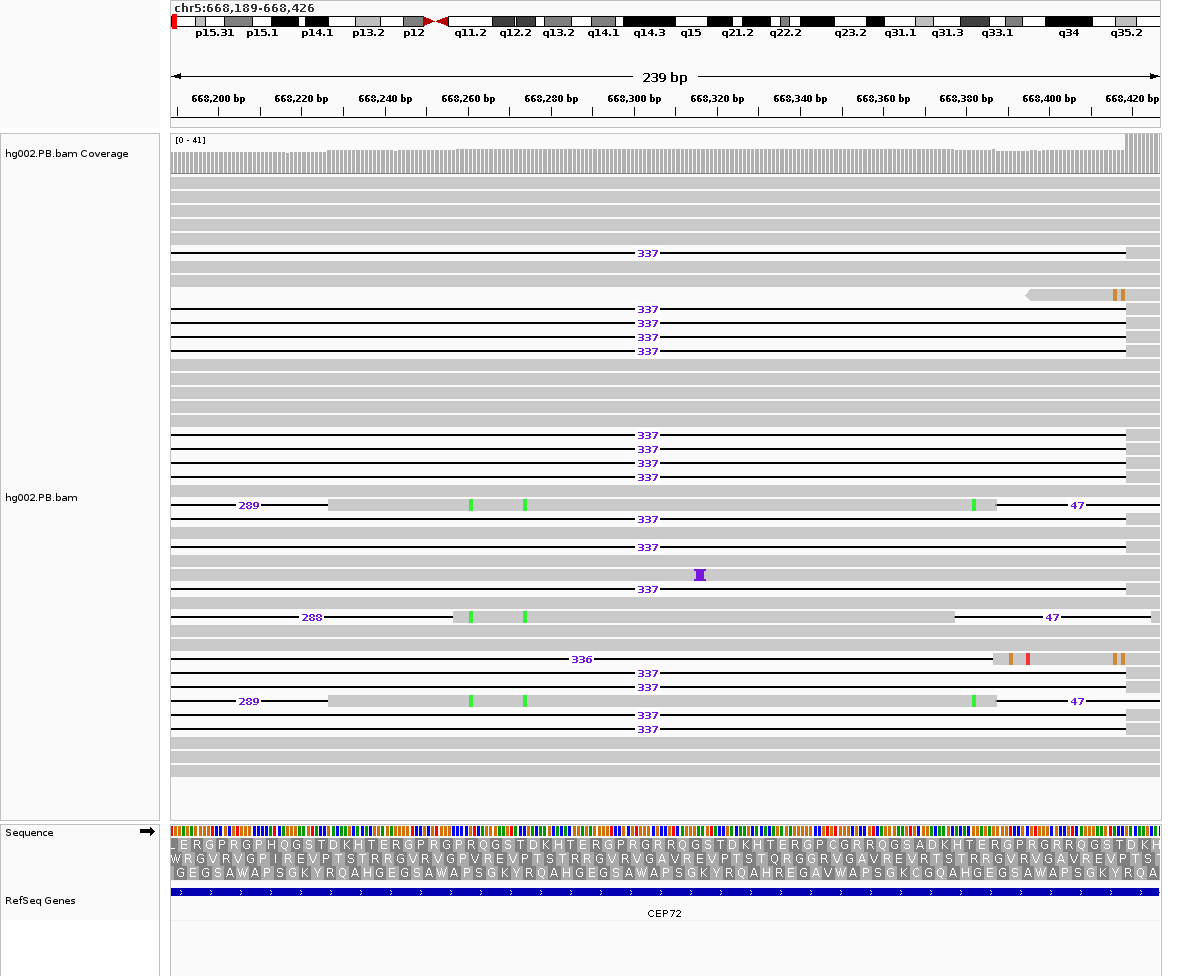 chr5:668,189-668,426
p15.31 p15.1 p14.1 p13.2 p12 q11.2 q12.2 q13.2 q14.1 q14.3 q15 q21.2 q22.2 q23.2 q31.1 q31.3 q33.1 q34 q35.2
239 bp
668,200 bp 668,220 bp 668,240 bp 668,260 bp 668,280 bp 668,300 bp 668,320 bp 668,340 bp 668,360 bp 668,380 bp 668,400 bp 668,420 bp
[0 - 41]
hg002.PB.bam Coverage
337
337
337
337
337
337
337
337
337
hg002.PB.bam
289 47
337
337
337
288 47
336
337
337
289 47
337
337
Sequence
LERGPRGPHQGSTDKHTERGPRGPRQGSTDKHTERGPRGRRQGSTDKHTERGPCGRRQGSADKHTERGPRGRRQGSTDKH
WRGVRVGPIREVPTSTRRGVRVGPVREVPTSTRRGVRVGAVREVPTSTQRGRVGAVREVRTSTRRGVRVGAVREVPTST
GEGSAWAPSGKYRQAHGEGSAWAPSGKYRQAHGEGSAWAPSGKYRQAHREGAVWAPSGKCGQAHGEGSAWAPSGKYRQA
RefSeq Genes
CEP72